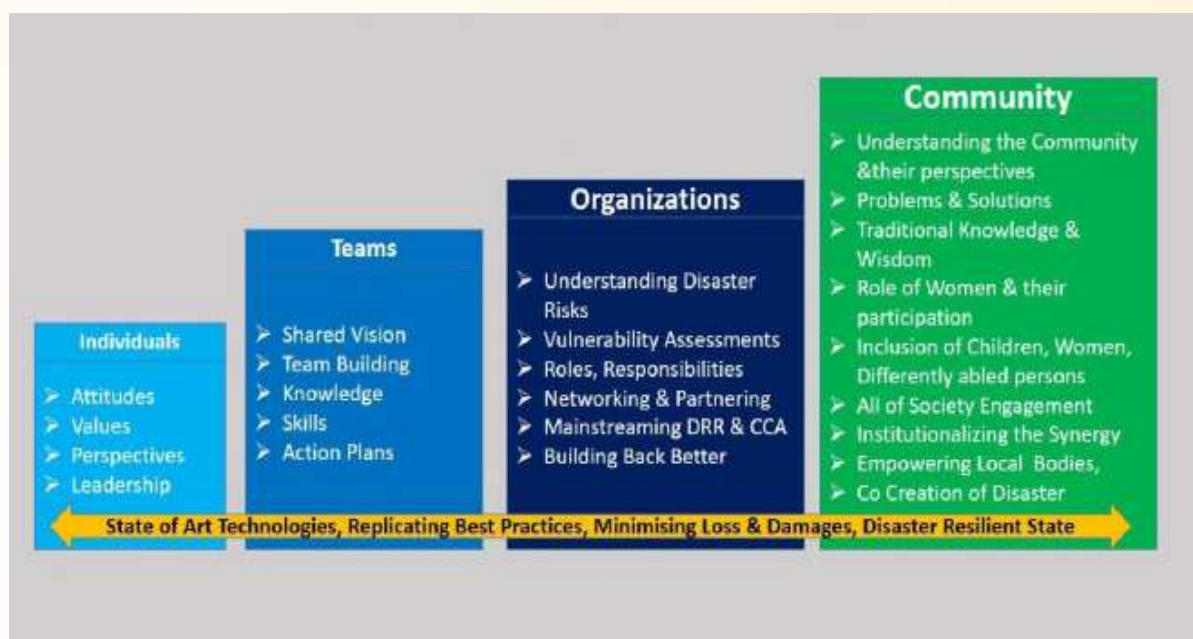 Individuals
➢ Attitudes
➢ Values
➢ Perspectives
➢ Leadership
Teams
➢ Shared Vision
➢ Team Building
➢ Knowledge
➢ Skills
➢ Action Plans
Organizations
➢ Understanding Disaster
Risks
➢ Vulnerability Assessments
➢ Roles, Responsibilities
➢ Networking & Partnering
➢ Mainstreaming DRR & CCA
➢ Building Back Better
Community
➢ Understanding the Community
&their perspectives
➢ Problems & Solutions
➢ Traditional Knowledge &
Wisdom
➢ Role of Women & their
participation
➢ Inclusion of Children, Women,
Differently abled persons
➢ All of Society Engagement
➢ Institutionalizing the Synergy
➢ Empowering Local Bodies,
➢ Co Creation of Disaster
State of Art Technologies, Replicating Best Practices, Minimising Loss & Damages, Disaster Resilient State